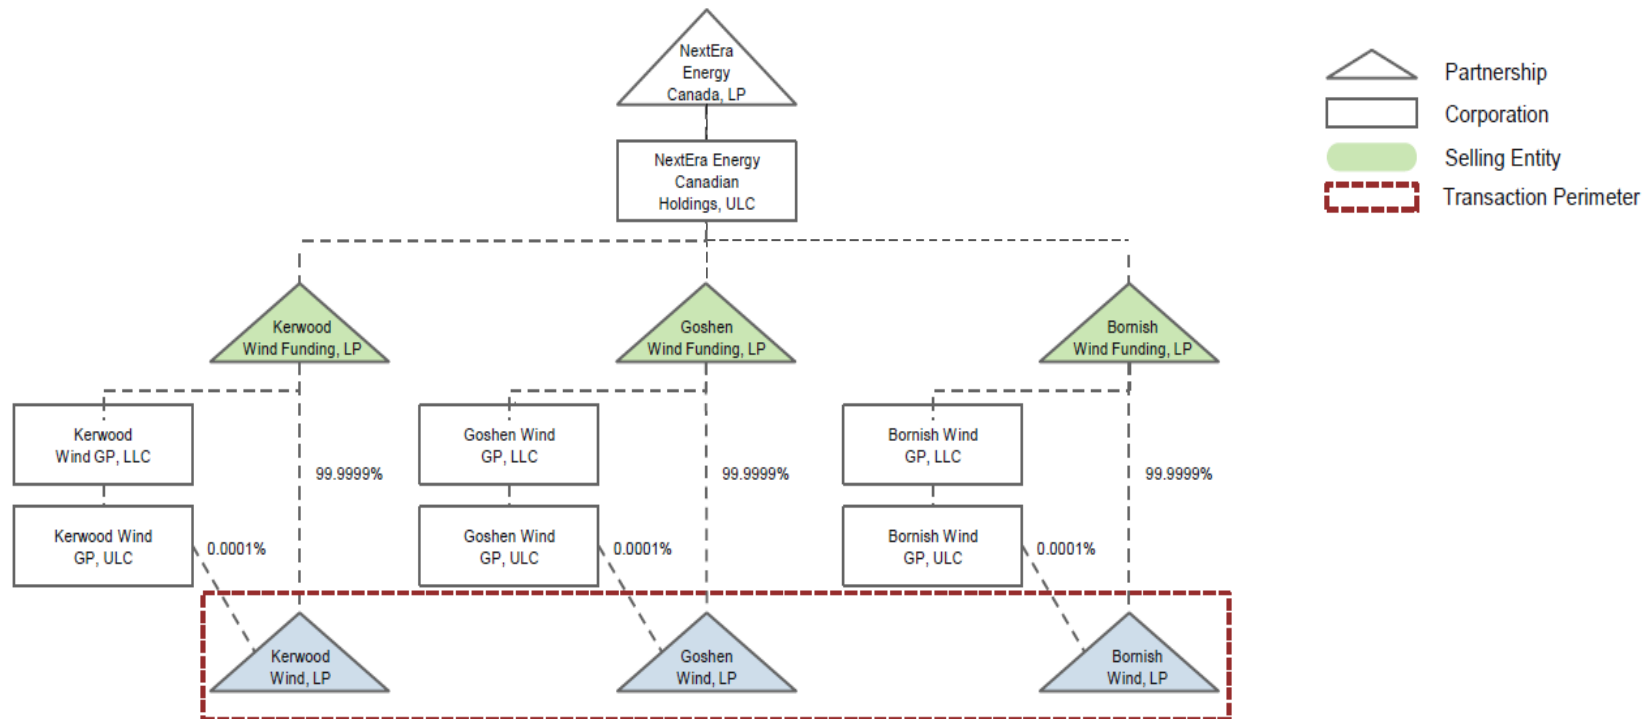 NextEra
Energy
Canada, LP
NextEra Energy
Canadian
Holdings, ULC
Partnership
Corporation
Selling Entity
Transaction Perimeter
Kerwood
Wind Funding, LP
Goshen
Wind Funding, LP
Bornish
Wind Funding, LP
Kerwood
Wind GP, LLC
99.9999%
Goshen Wind
GP, LLC
99.9999%
Bornish Wind
GP, LLC
99.9999%
Kerwood Wind
GP, ULC
0.0001%
Goshen Wind
GP, ULC
0.0001%
Bornish Wind
GP, ULC
0.0001%
Kerwood
Wind, LP
Goshen
Wind, LP
Bornish
Wind, LP